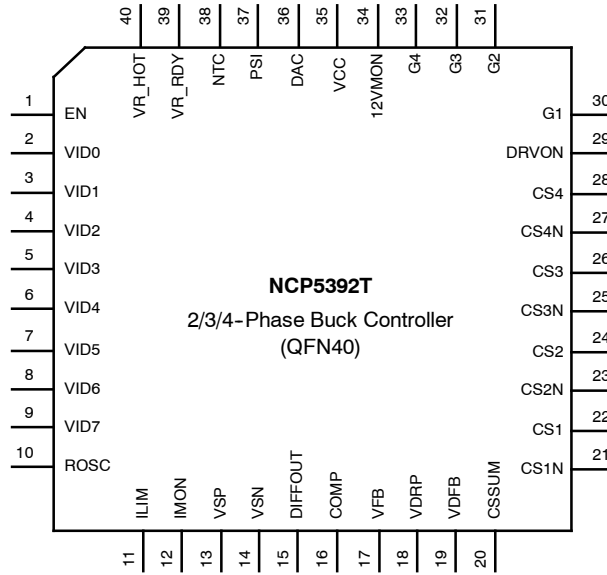 40 39 38 37 36 35 34 33 32 31
VR_HOT VR_RDY NTC PSI DAC VCC 12VMON G4 G3 G2
1 EN
2 VID0
3 VID1
4 VID2
5 VID3
6 VID4
7 VID5
8 VID6
9 VID7
10 ROSC
NCP5392T
2/3/4-Phase Buck Controller
(QFN40)
G1 30
DRVON 29
CS4 28
CS4N 27
CS3 26
CS3N 25
CS2 24
CS2N 23
CS1 22
CS1N 21
ILIM IMON VSP VSN DIFFOUT COMP VFB VDRP VDFB CSSUM
11 12 13 14 15 16 17 18 19 20